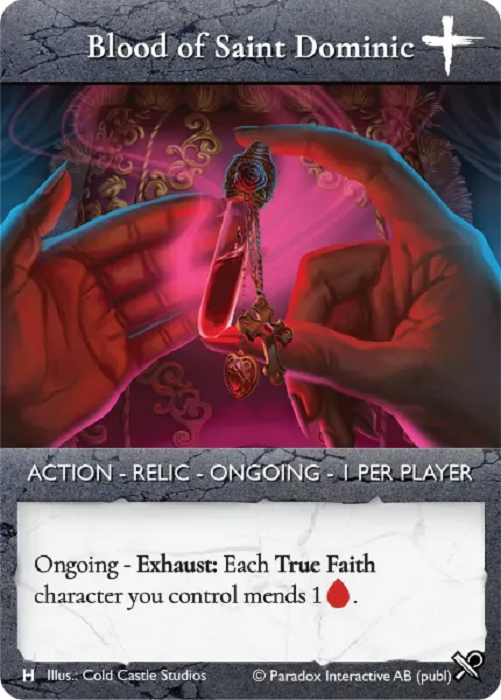 Blood of Saint Dominic
ACTION - RELIC - ONGOING - 1 PER PLAYER
Ongoing - Exhaust: Each True Faith
character you control mends 1 .
H Illus.: Cold Castle Studios © Paradox Interactive AB (publ)